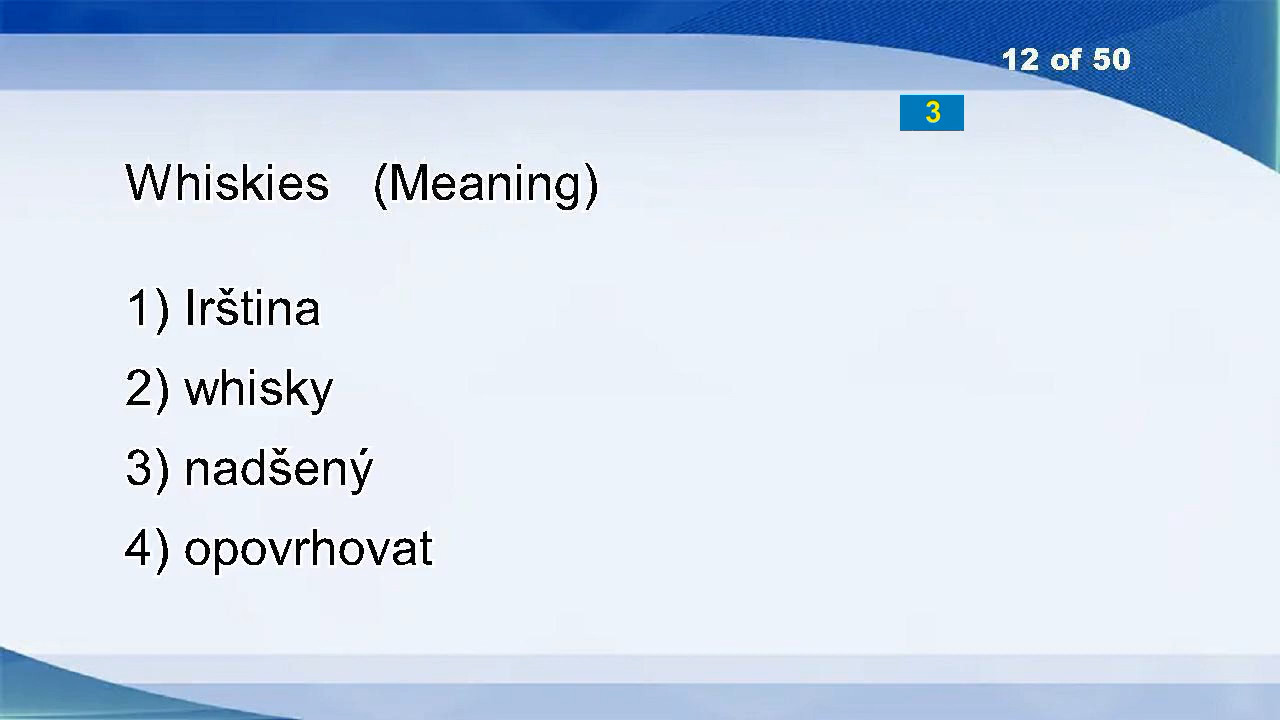 12 of 50
3
Whiskies (Meaning)
1) Irština
2) whisky
3) nadšený
4) opovrhovat